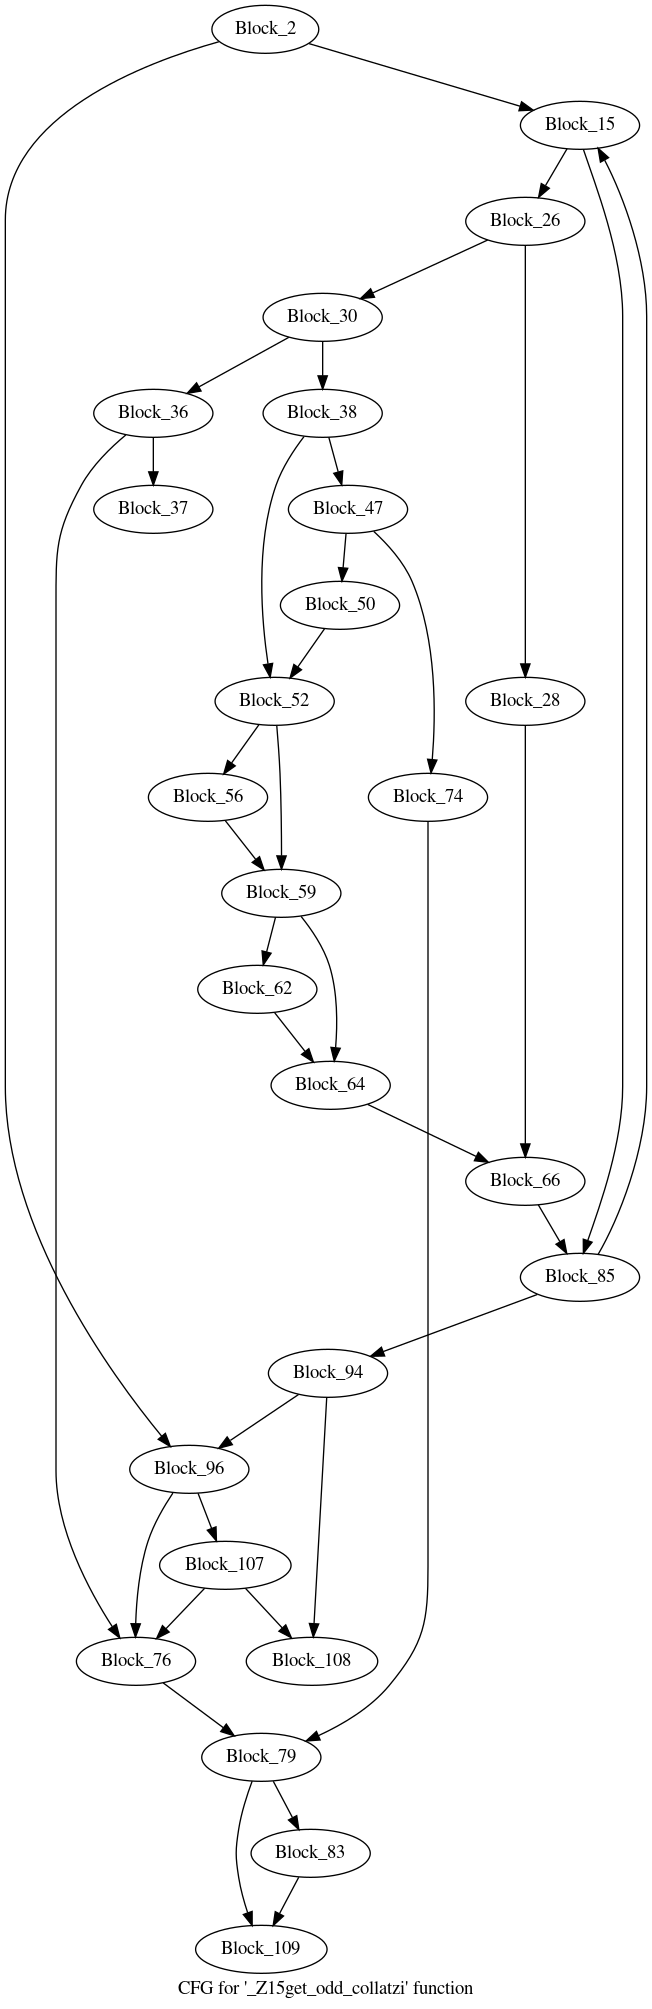 Block_2
Block_15
Block_26
Block_30
Block_36
Block_38
Block_37
Block_47
Block_50
Block_52
Block_28
Block_56
Block_74
Block_59
Block_62
Block_64
Block_66
Block_85
Block_94
Block_96
Block_107
Block_76
Block_108
Block_79
Block_83
Block_109
CFG for '_Z15get_odd_collatzi' function